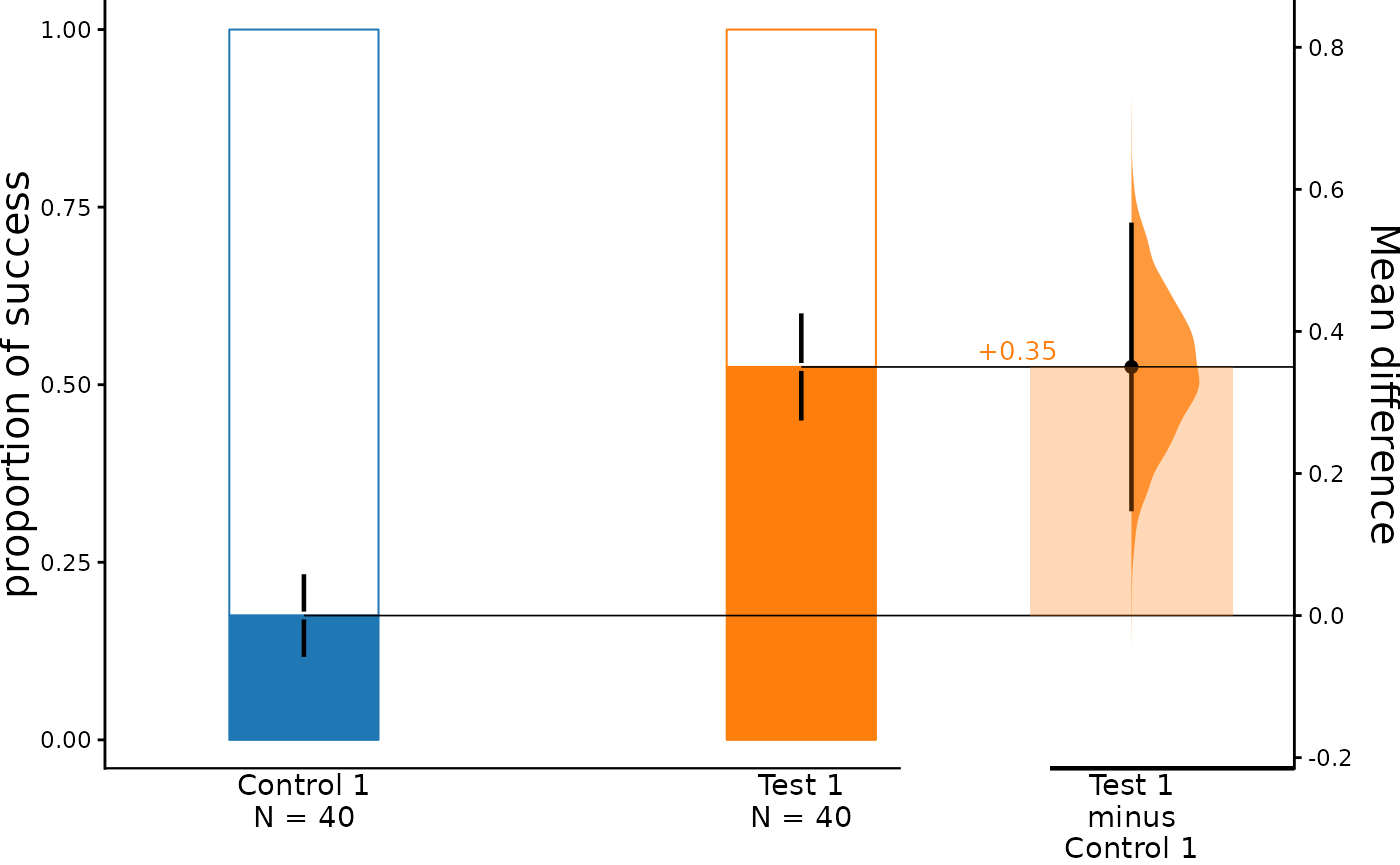 proportion of success
1.00
0.75
0.50
0.25
0.00
Control 1
N = 40
Test 1
N = 40
+0.35
Test 1
minus
Control 1
0.8
0.6
0.4
0.2
0.0
-0.2
Mean difference